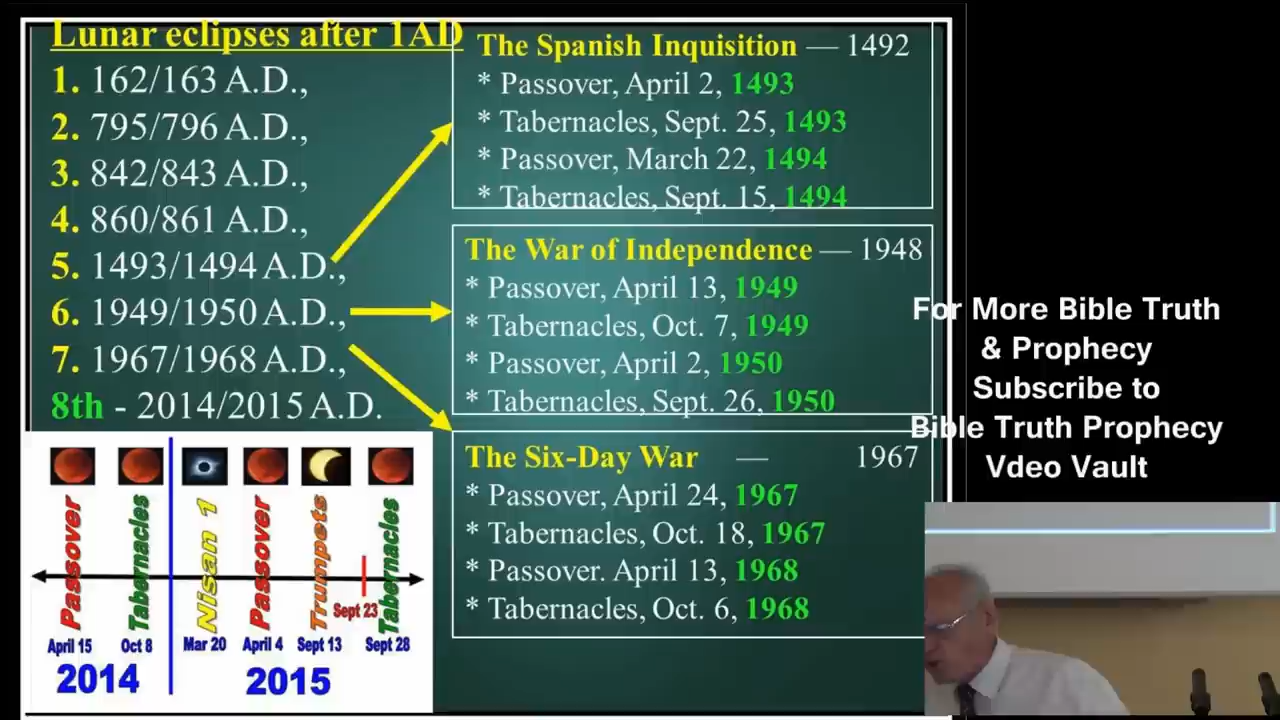 Lunar eclipses after 1AD
1. 162/163 A.D.,
2. 795/796 A.D.,
3. 842/843 A.D.,
4. 860/861 A.D.,
5. 1493/1494 A.D.,
6. 1949/1950 A.D.,
7. 1967/1968 A.D.,
8th - 2014/2015 A.D.
The Spanish Inquisition — 1492
* Passover, April 2, 1493
* Tabernacles, Sept. 25, 1493
* Passover, March 22, 1494
* Tabernacles, Sept. 15, 1494
The War of Independence — 1948
* Passover, April 13, 1949
* Tabernacles, Oct. 7, 1949
* Passover, April 2, 1950
* Tabernacles, Sept. 26, 1950
The Six-Day War — 1967
* Passover, April 24, 1967
* Tabernacles, Oct. 18, 1967
* Passover. April 13, 1968
* Tabernacles, Oct. 6, 1968
Passover
Tabernacles
Nisan 1
Passover
Trumpets
Sept 23
Tabernacles
April 15
Oct 8
Mar 20
April 4
Sept 13
Sept 28
2014
2015
For More Bible Truth
& Prophecy
Subscribe to
Bible Truth Prophecy
Vdeo Vault